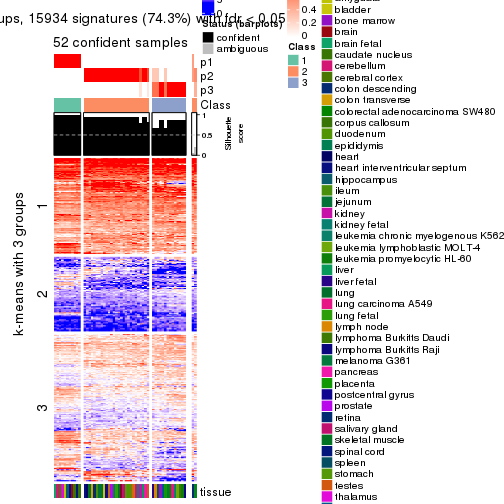 ups, 15934 signatures (74.3%) with fdr < 0.05
52 confident samples
p1
p2
p3
Class
1
0.5
0
Silhouette
score
k-means with 3 groups
1
2
3
tissue
0
Status (barplots)
confident
ambiguous
0.4
0.2
0
Class
1
2
3
bladder
bone marrow
brain
brain fetal
caudate nucleus
cerebellum
cerebral cortex
colon descending
colon transverse
colorectal adenocarcinoma SW480
corpus callosum
duodenum
epididymis
heart
heart interventricular septum
hippocampus
ileum
jejunum
kidney
kidney fetal
leukemia chronic myelogenous K562
leukemia lymphoblastic MOLT-4
leukemia promyelocytic HL-60
liver
liver fetal
lung
lung carcinoma A549
lung fetal
lymph node
lymphoma Burkitts Daudi
lymphoma Burkitts Raji
melanoma G361
pancreas
placenta
postcentral gyrus
prostate
retina
salivary gland
skeletal muscle
spinal cord
spleen
stomach
testes
thalamus